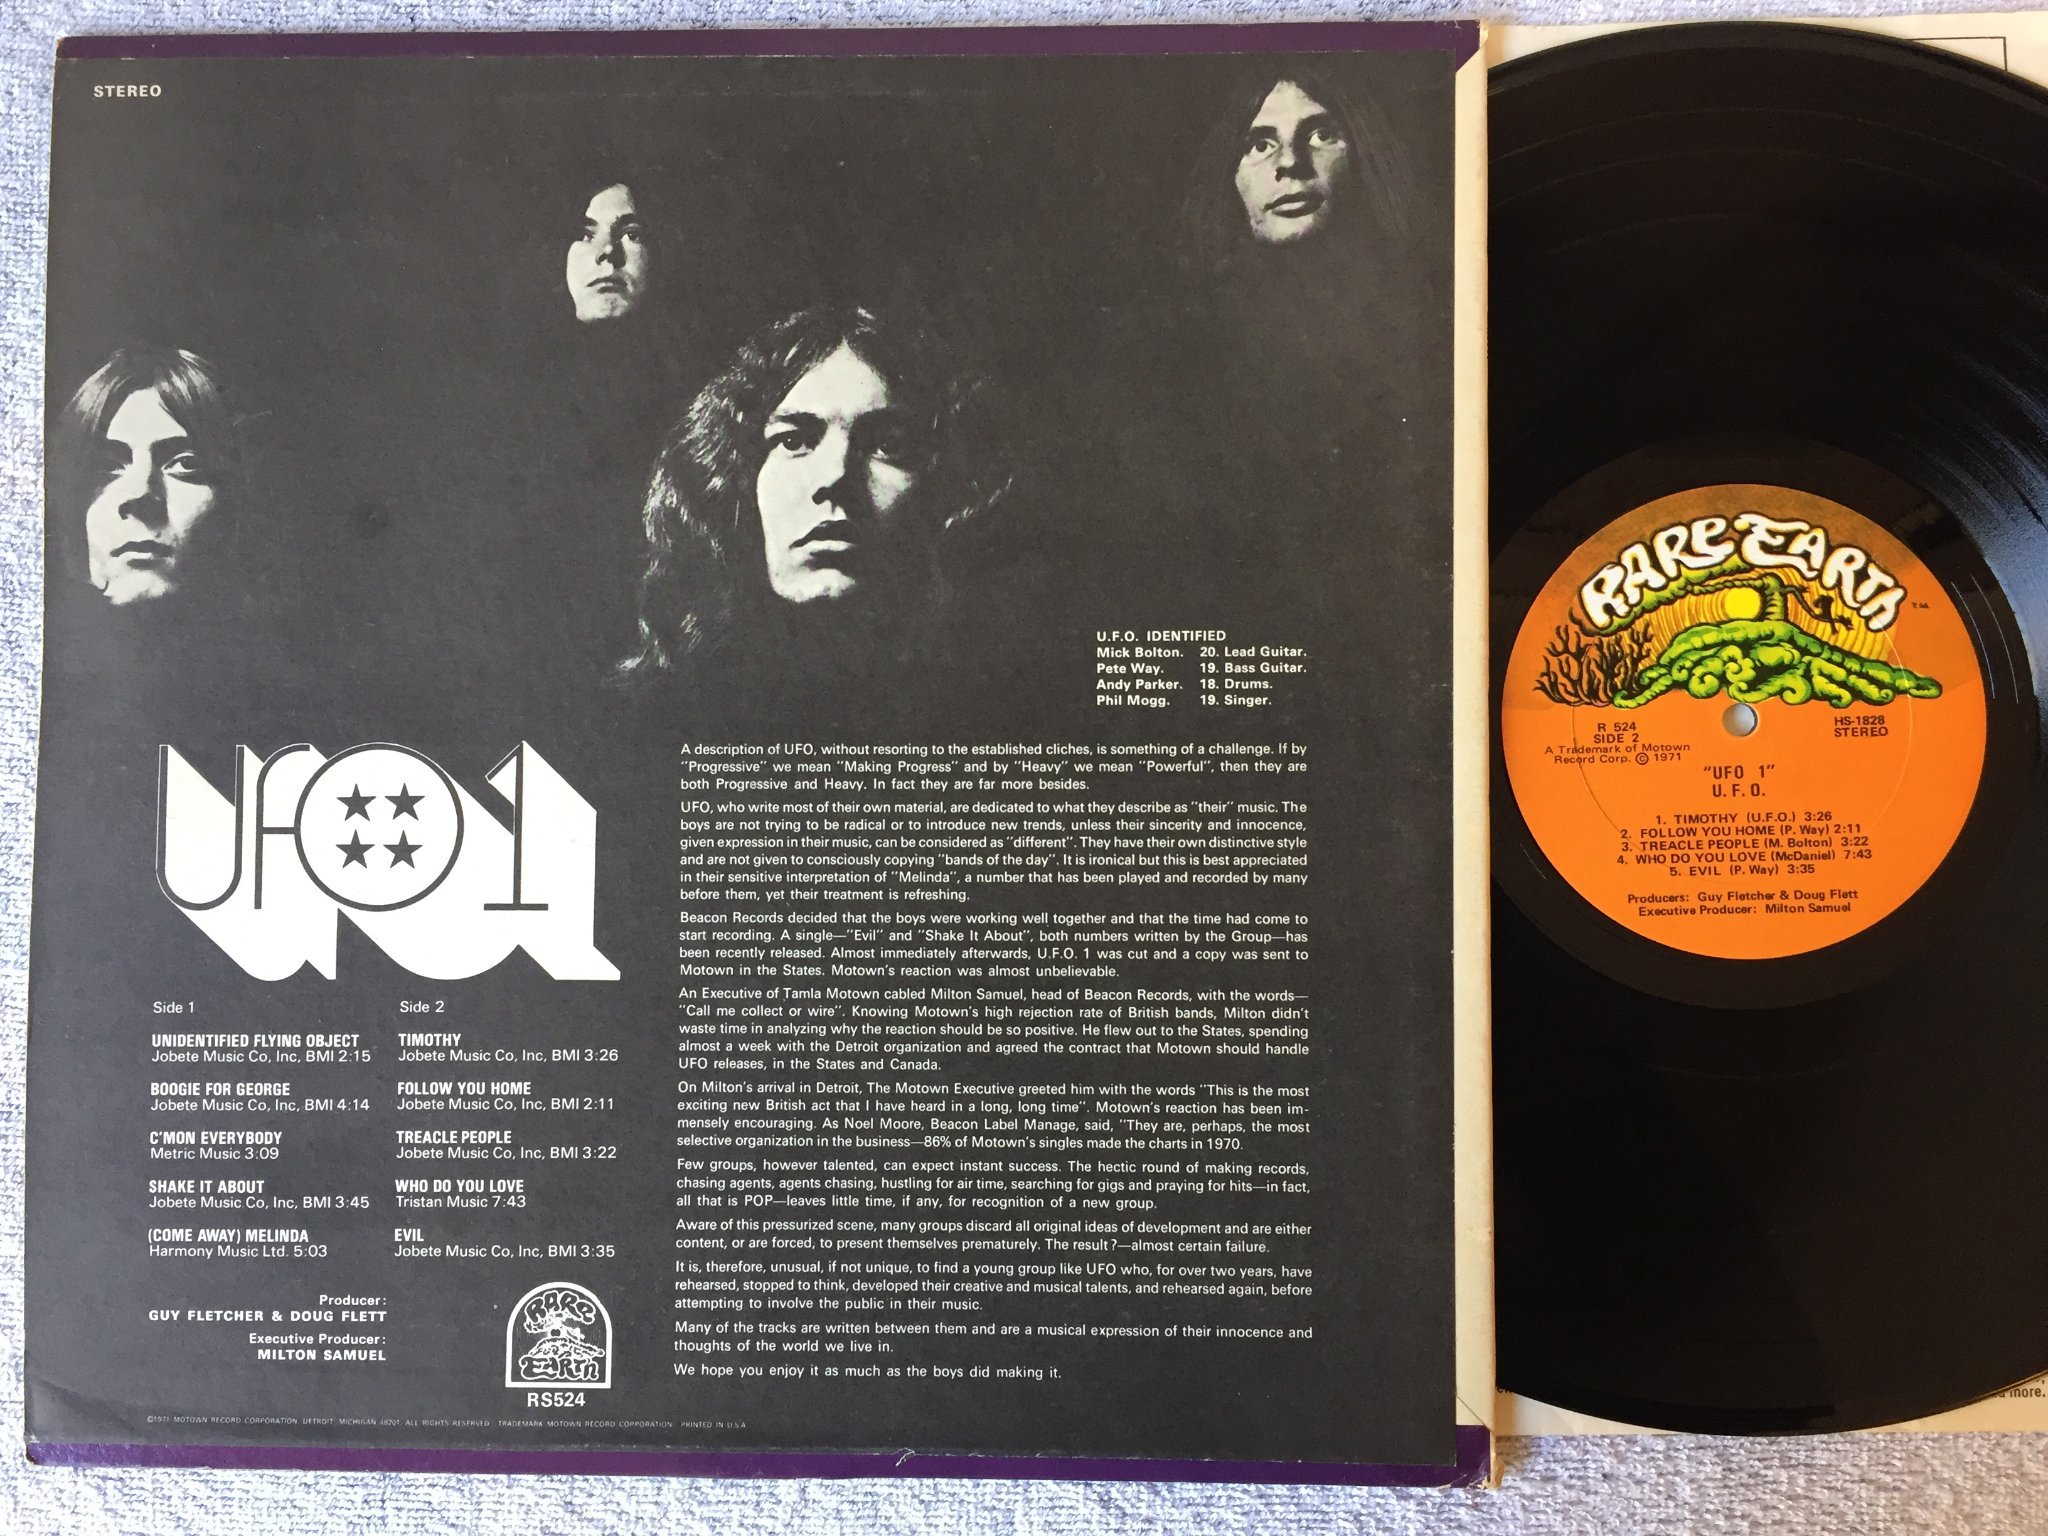 STEREO
U.F.O. IDENTIFIED
Mick Bolton. 20. Lead Guitar.
Pete Way. 19. Bass Guitar.
Andy Parker. 18. Drums.
Phil Mogg. 19. Singer.
UFO 1
Side 1
UNIDENTIFIED FLYING OBJECT
Jobete Music Co, Inc, BMI 2:15
BOOGIE FOR GEORGE
Jobete Music Co, Inc, BMI 4:14
C'MON EVERYBODY
Metric Music 3:09
SHAKE IT ABOUT
Jobete Music Co, Inc, BMI 3:45
(COME AWAY) MELINDA
Harmony Music Ltd. 5:03
Side 2
TIMOTHY
Jobete Music Co, Inc, BMI 3:26
FOLLOW YOU HOME
Jobete Music Co, Inc, BMI 2:11
TREACLE PEOPLE
Jobete Music Co, Inc, BMI 3:22
WHO DO YOU LOVE
Tristan Music 7:43
EVIL
Jobete Music Co, Inc, BMI 3:35
Producer:
GUY FLETCHER & DOUG FLETT
Executive Producer:
MILTON SAMUEL
RARE
EARTH
RS524
©1971 MOTOWN RECORD CORPORATION DETROIT, MICHIGAN 48201, ALL RIGHTS RESERVED. TRADEMARK MOTOWN RECORD CORPORATION PRINTED IN U.S.A.
A description of UFO, without resorting to the established cliches, is something of a challenge. If by
"Progressive" we mean "Making Progress" and by "Heavy" we mean "Powerful", then they are
both Progressive and Heavy. In fact they are far more besides.
UFO, who write most of their own material, are dedicated to what they describe as "their" music. The
boys are not trying to be radical or to introduce new trends, unless their sincerity and innocence,
given expression in their music, can be considered as "different". They have their own distinctive style
and are not given to consciously copying "bands of the day". It is ironical but this is best appreciated
in their sensitive interpretation of "Melinda", a number that has been played and recorded by many
before them, yet their treatment is refreshing.
Beacon Records decided that the boys were working well together and that the time had come to
start recording. A single—"Evil" and "Shake It About", both numbers written by the Group—has
been recently released. Almost immediately afterwards, U.F.O. 1 was cut and a copy was sent to
Motown in the States. Motown's reaction was almost unbelievable.
An Executive of Tamla Motown cabled Milton Samuel, head of Beacon Records, with the words—
"Call me collect or wire". Knowing Motown's high rejection rate of British bands, Milton didn't
waste time in analyzing why the reaction should be so positive. He flew out to the States, spending
almost a week with the Detroit organization and agreed the contract that Motown should handle
UFO releases, in the States and Canada.
On Milton's arrival in Detroit, The Motown Executive greeted him with the words "This is the most
exciting new British act that I have heard in a long, long time". Motown's reaction has been im-
mensely encouraging. As Noel Moore, Beacon Label Manage, said, "They are, perhaps, the most
selective organization in the business—86% of Motown's singles made the charts in 1970.
Few groups, however talented, can expect instant success. The hectic round of making records,
chasing agents, agents chasing, hustling for air time, searching for gigs and praying for hits—in fact,
all that is POP—leaves little time, if any, for recognition of a new group.
Aware of this pressurized scene, many groups discard all original ideas of development and are either
content, or are forced, to present themselves prematurely. The result?—almost certain failure.
It is, therefore, unusual, if not unique, to find a young group like UFO who, for over two years, have
rehearsed, stopped to think, developed their creative and musical talents, and rehearsed again, before
attempting to involve the public in their music.
Many of the tracks are written between them and are a musical expression of their innocence and
thoughts of the world we live in.
We hope you enjoy it as much as the boys did making it.
RARE EARTH
TM
R 524
SIDE 2
A Trademark of Motown
Record Corp. © 1971
HS-1828
STEREO
"UFO 1"
U. F. O.
1. TIMOTHY (U.F.O.) 3:26
2. FOLLOW YOU HOME (P. Way) 2:11
3. TREACLE PEOPLE (M. Bolton) 3:22
4. WHO DO YOU LOVE (McDaniel) 7:43
5. EVIL (P. Way) 3:35
Producers: Guy Fletcher & Doug Flett
Executive Producer: Milton Samuel
more.